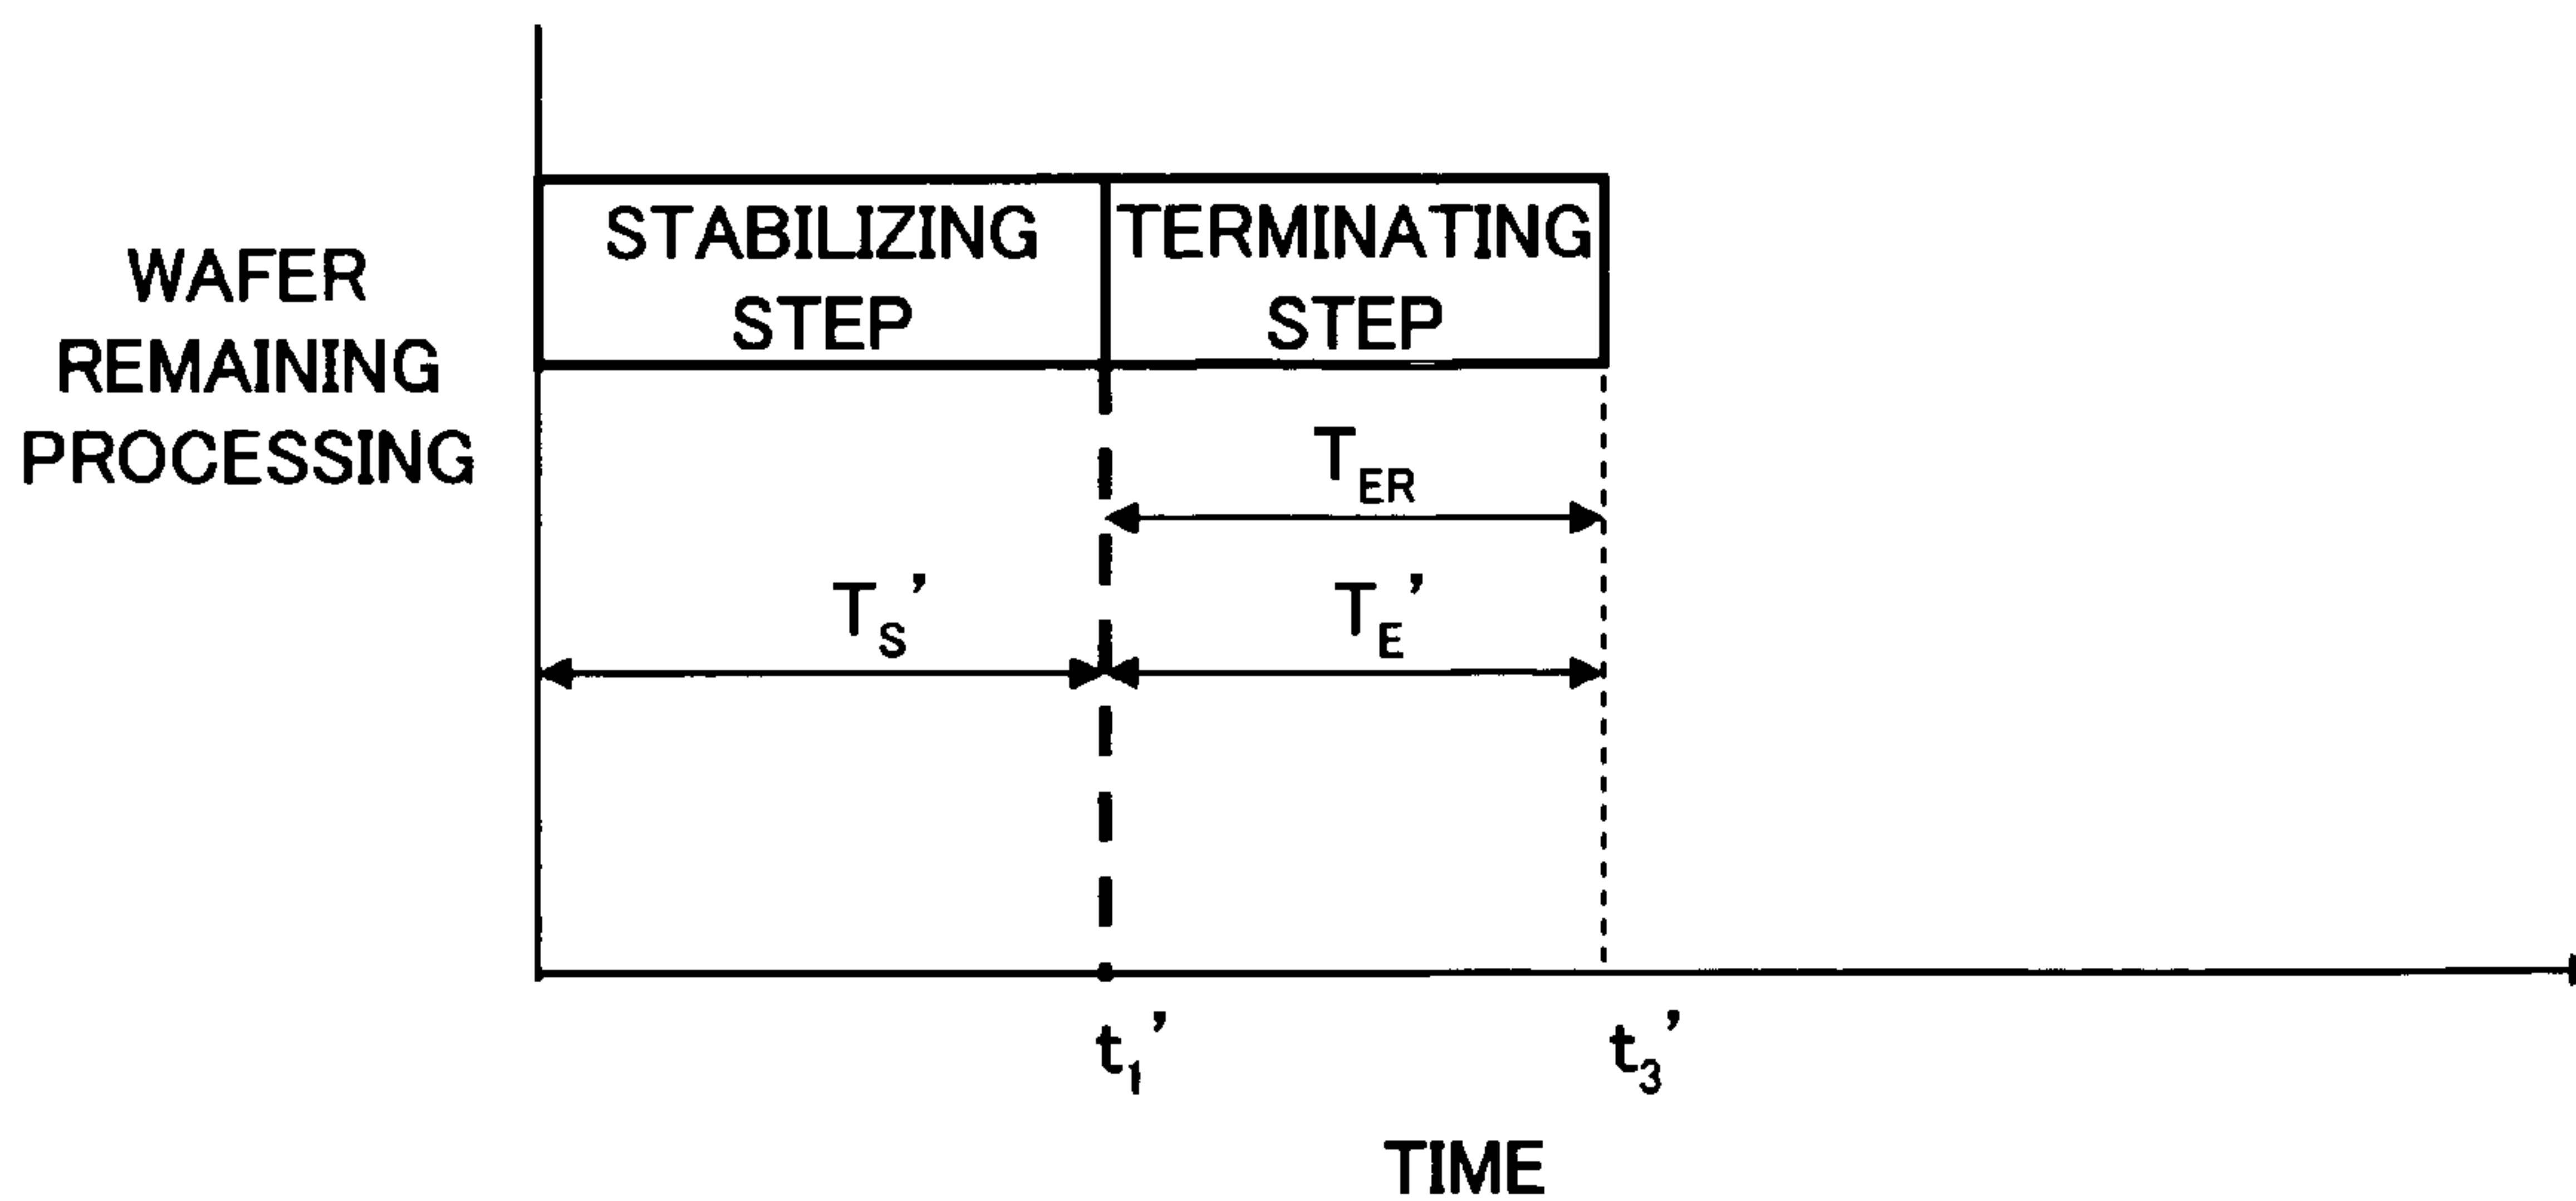 WAFER
REMAINING
PROCESSING
STABILIZING
STEP
TERMINATING
STEP
T_ER
T_S’
T_E’
t_1’
t_3’
TIME